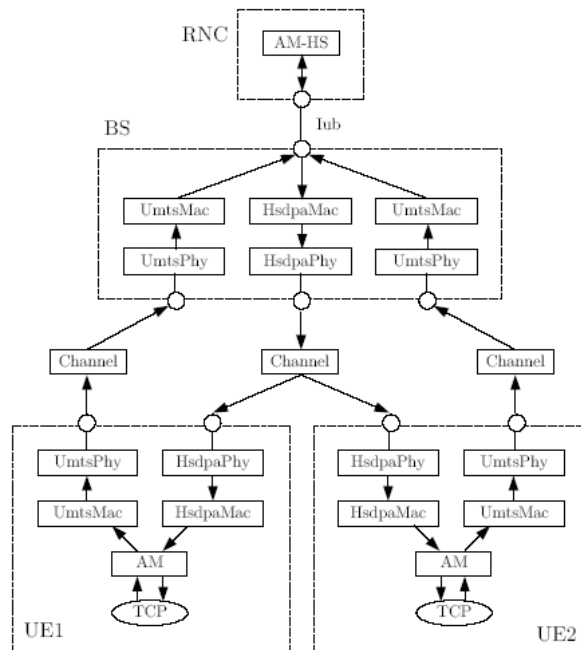 RNC
AM-HS
Iub
BS
UmtsMac HsdpaMac UmtsMac
UmtsPhy HsdpaPhy UmtsPhy
Channel Channel Channel
UmtsPhy HsdpaPhy HsdpaPhy UmtsPhy
UmtsMac HsdpaMac HsdpaMac UmtsMac
AM AM
TCP TCP
UE1 UE2